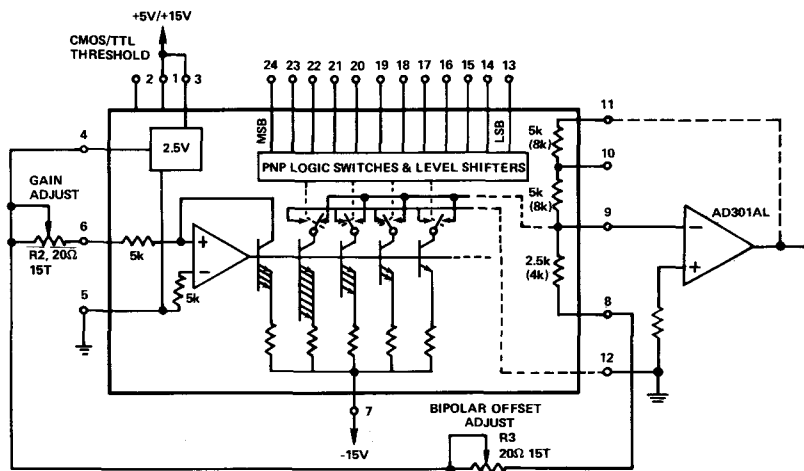 +5V/+15V
CMOS/TTL
THRESHOLD
2 1 3
24 23 22 21 20 19 18 17 16 15 14 13
MSB
LSB
11
4
2.5V
PNP LOGIC SWITCHES & LEVEL SHIFTERS
5k
(8k)
10
GAIN
ADJUST
5k
(8k)
9
AD301AL
6
5k
+
−
−
+
R2, 20Ω
15T
5k
2.5k
(4k)
5
8
12
7
-15V
BIPOLAR OFFSET
ADJUST
R3
20Ω 15T